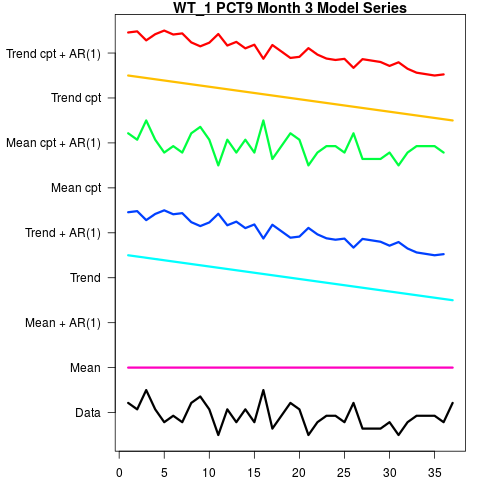 WT_1 PCT9 Month 3 Model Series
Trend cpt + AR(1)
Trend cpt
Mean cpt + AR(1)
Mean cpt
Trend + AR(1)
Trend
Mean + AR(1)
Mean
Data
0 5 10 15 20 25 30 35